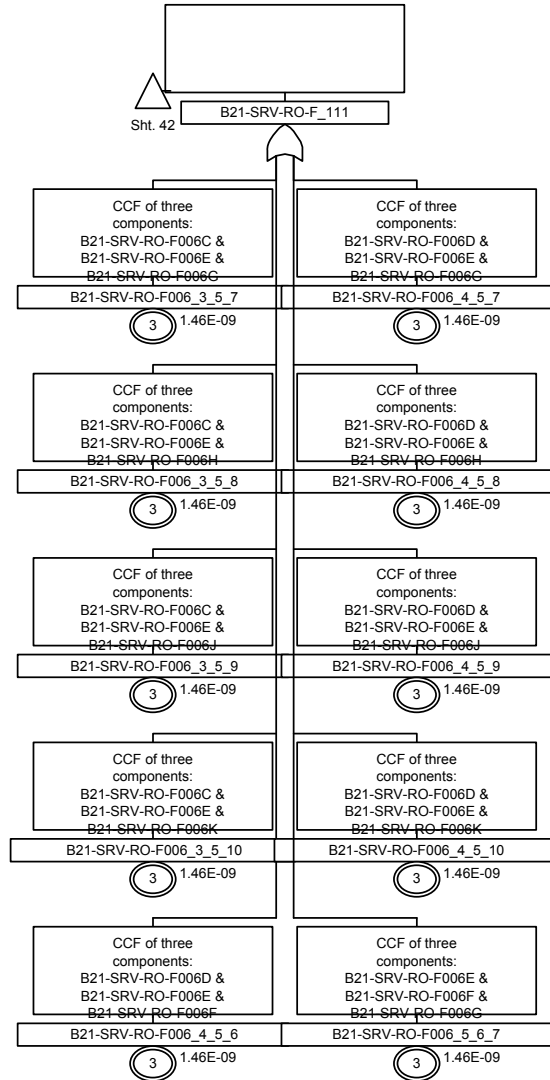 Sht. 42
B21-SRV-RO-F_111
CCF of three
components:
B21-SRV-RO-F006C &
B21-SRV-RO-F006E &
B21-SRV-RO-F006G
B21-SRV-RO-F006_3_5_7
3
1.46E-09
CCF of three
components:
B21-SRV-RO-F006D &
B21-SRV-RO-F006E &
B21-SRV-RO-F006G
B21-SRV-RO-F006_4_5_7
3
1.46E-09
CCF of three
components:
B21-SRV-RO-F006C &
B21-SRV-RO-F006E &
B21-SRV-RO-F006H
B21-SRV-RO-F006_3_5_8
3
1.46E-09
CCF of three
components:
B21-SRV-RO-F006D &
B21-SRV-RO-F006E &
B21-SRV-RO-F006H
B21-SRV-RO-F006_4_5_8
3
1.46E-09
CCF of three
components:
B21-SRV-RO-F006C &
B21-SRV-RO-F006E &
B21-SRV-RO-F006J
B21-SRV-RO-F006_3_5_9
3
1.46E-09
CCF of three
components:
B21-SRV-RO-F006D &
B21-SRV-RO-F006E &
B21-SRV-RO-F006J
B21-SRV-RO-F006_4_5_9
3
1.46E-09
CCF of three
components:
B21-SRV-RO-F006C &
B21-SRV-RO-F006E &
B21-SRV-RO-F006K
B21-SRV-RO-F006_3_5_10
3
1.46E-09
CCF of three
components:
B21-SRV-RO-F006D &
B21-SRV-RO-F006E &
B21-SRV-RO-F006K
B21-SRV-RO-F006_4_5_10
3
1.46E-09
CCF of three
components:
B21-SRV-RO-F006D &
B21-SRV-RO-F006E &
B21-SRV-RO-F006F
B21-SRV-RO-F006_4_5_6
3
1.46E-09
CCF of three
components:
B21-SRV-RO-F006E &
B21-SRV-RO-F006F &
B21-SRV-RO-F006G
B21-SRV-RO-F006_5_6_7
3
1.46E-09